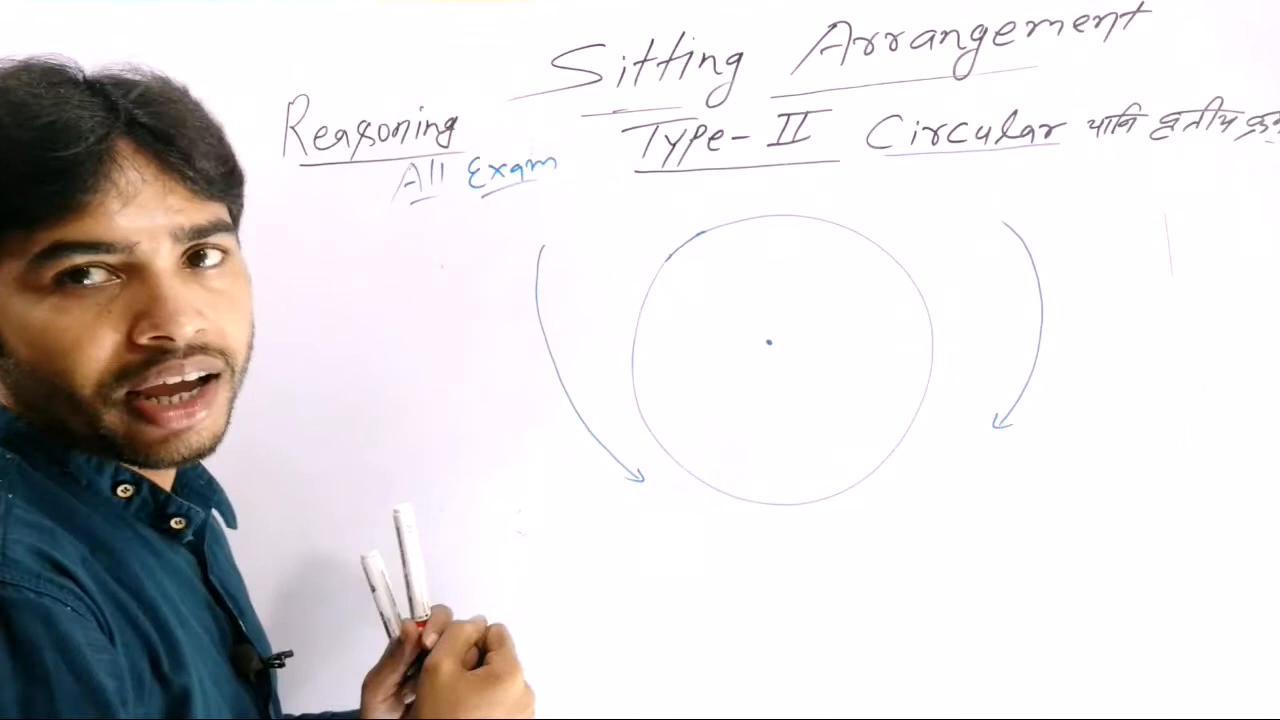 Sitting Arrangement
Reasoning Type-II Circular यानि
All Exam